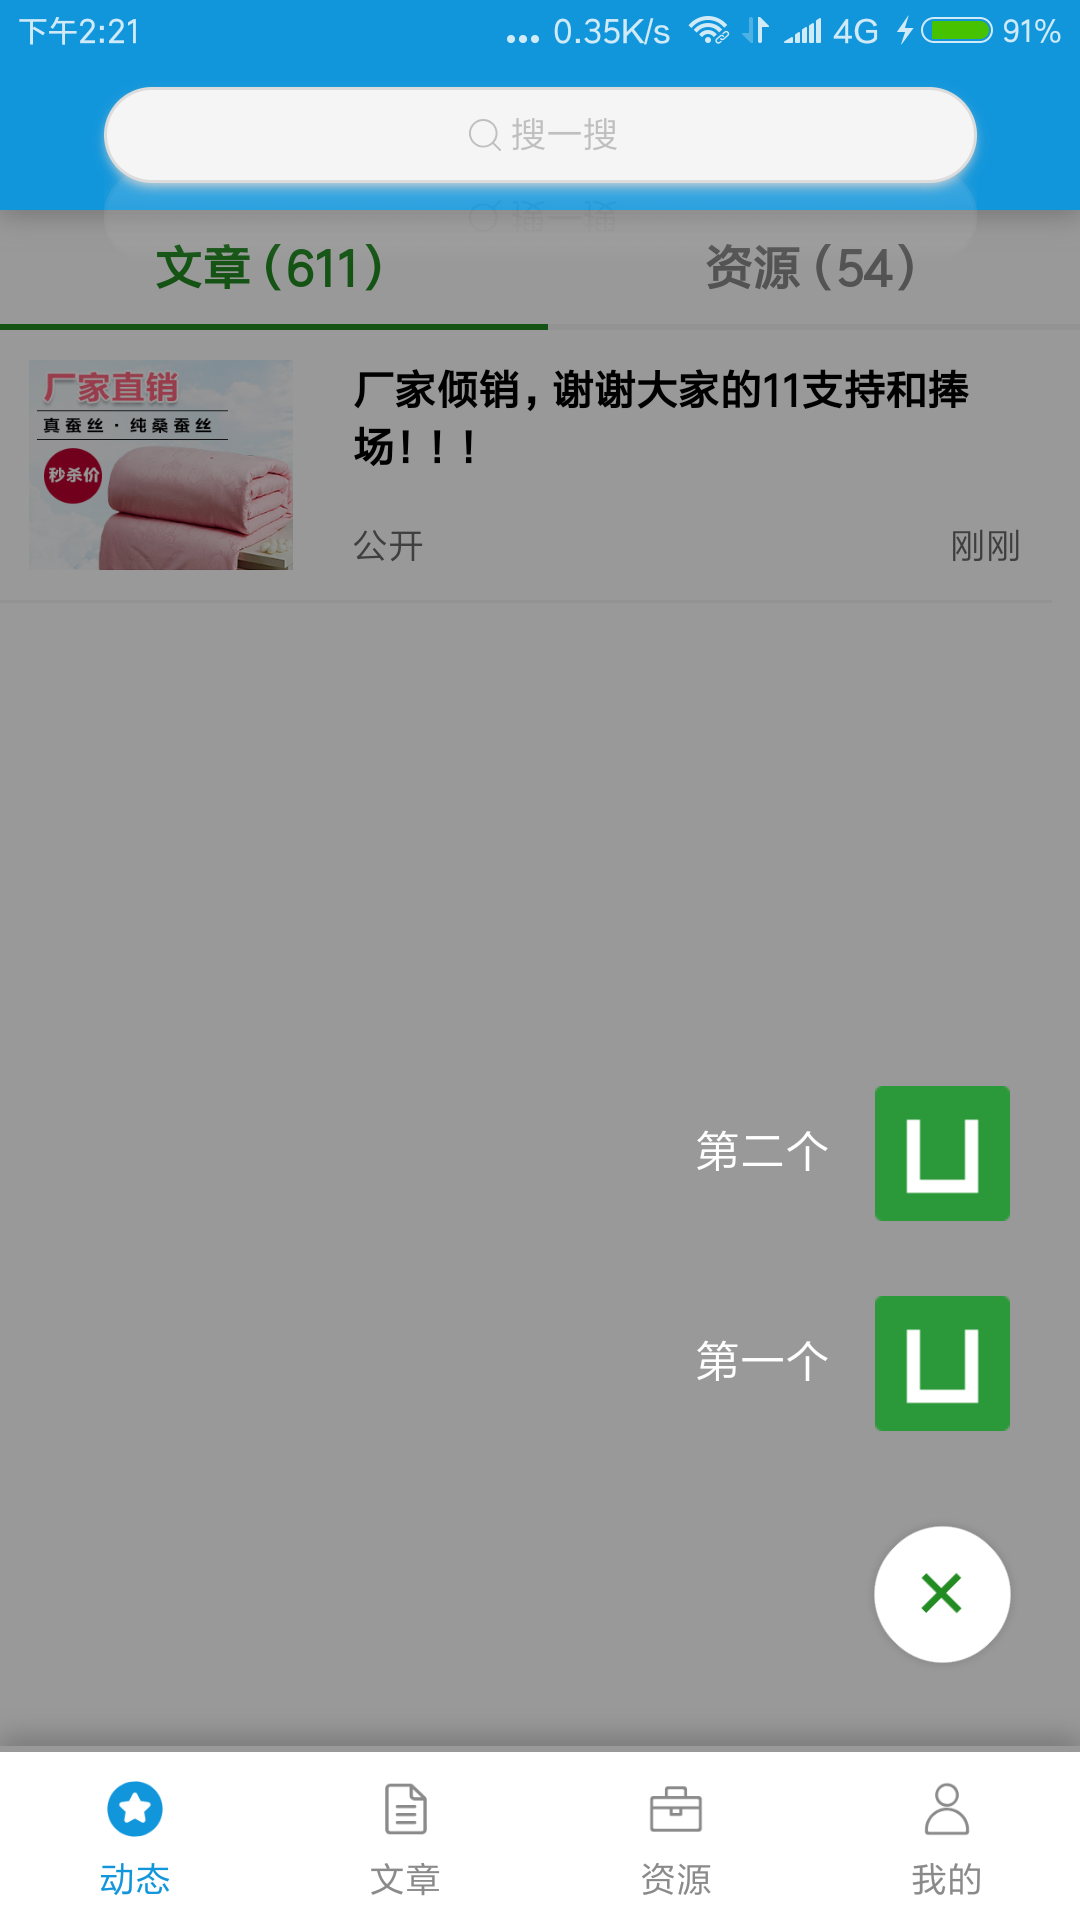 下午2:21
... 0.35K/s 4G 91%
搜一搜
文章(611)
资源(54)
厂家直销
真蚕丝·纯桑蚕丝
秒杀价
厂家倾销,谢谢大家的11支持和捧
场!!!
公开
刚刚
第二个
第一个
动态
文章
资源
我的